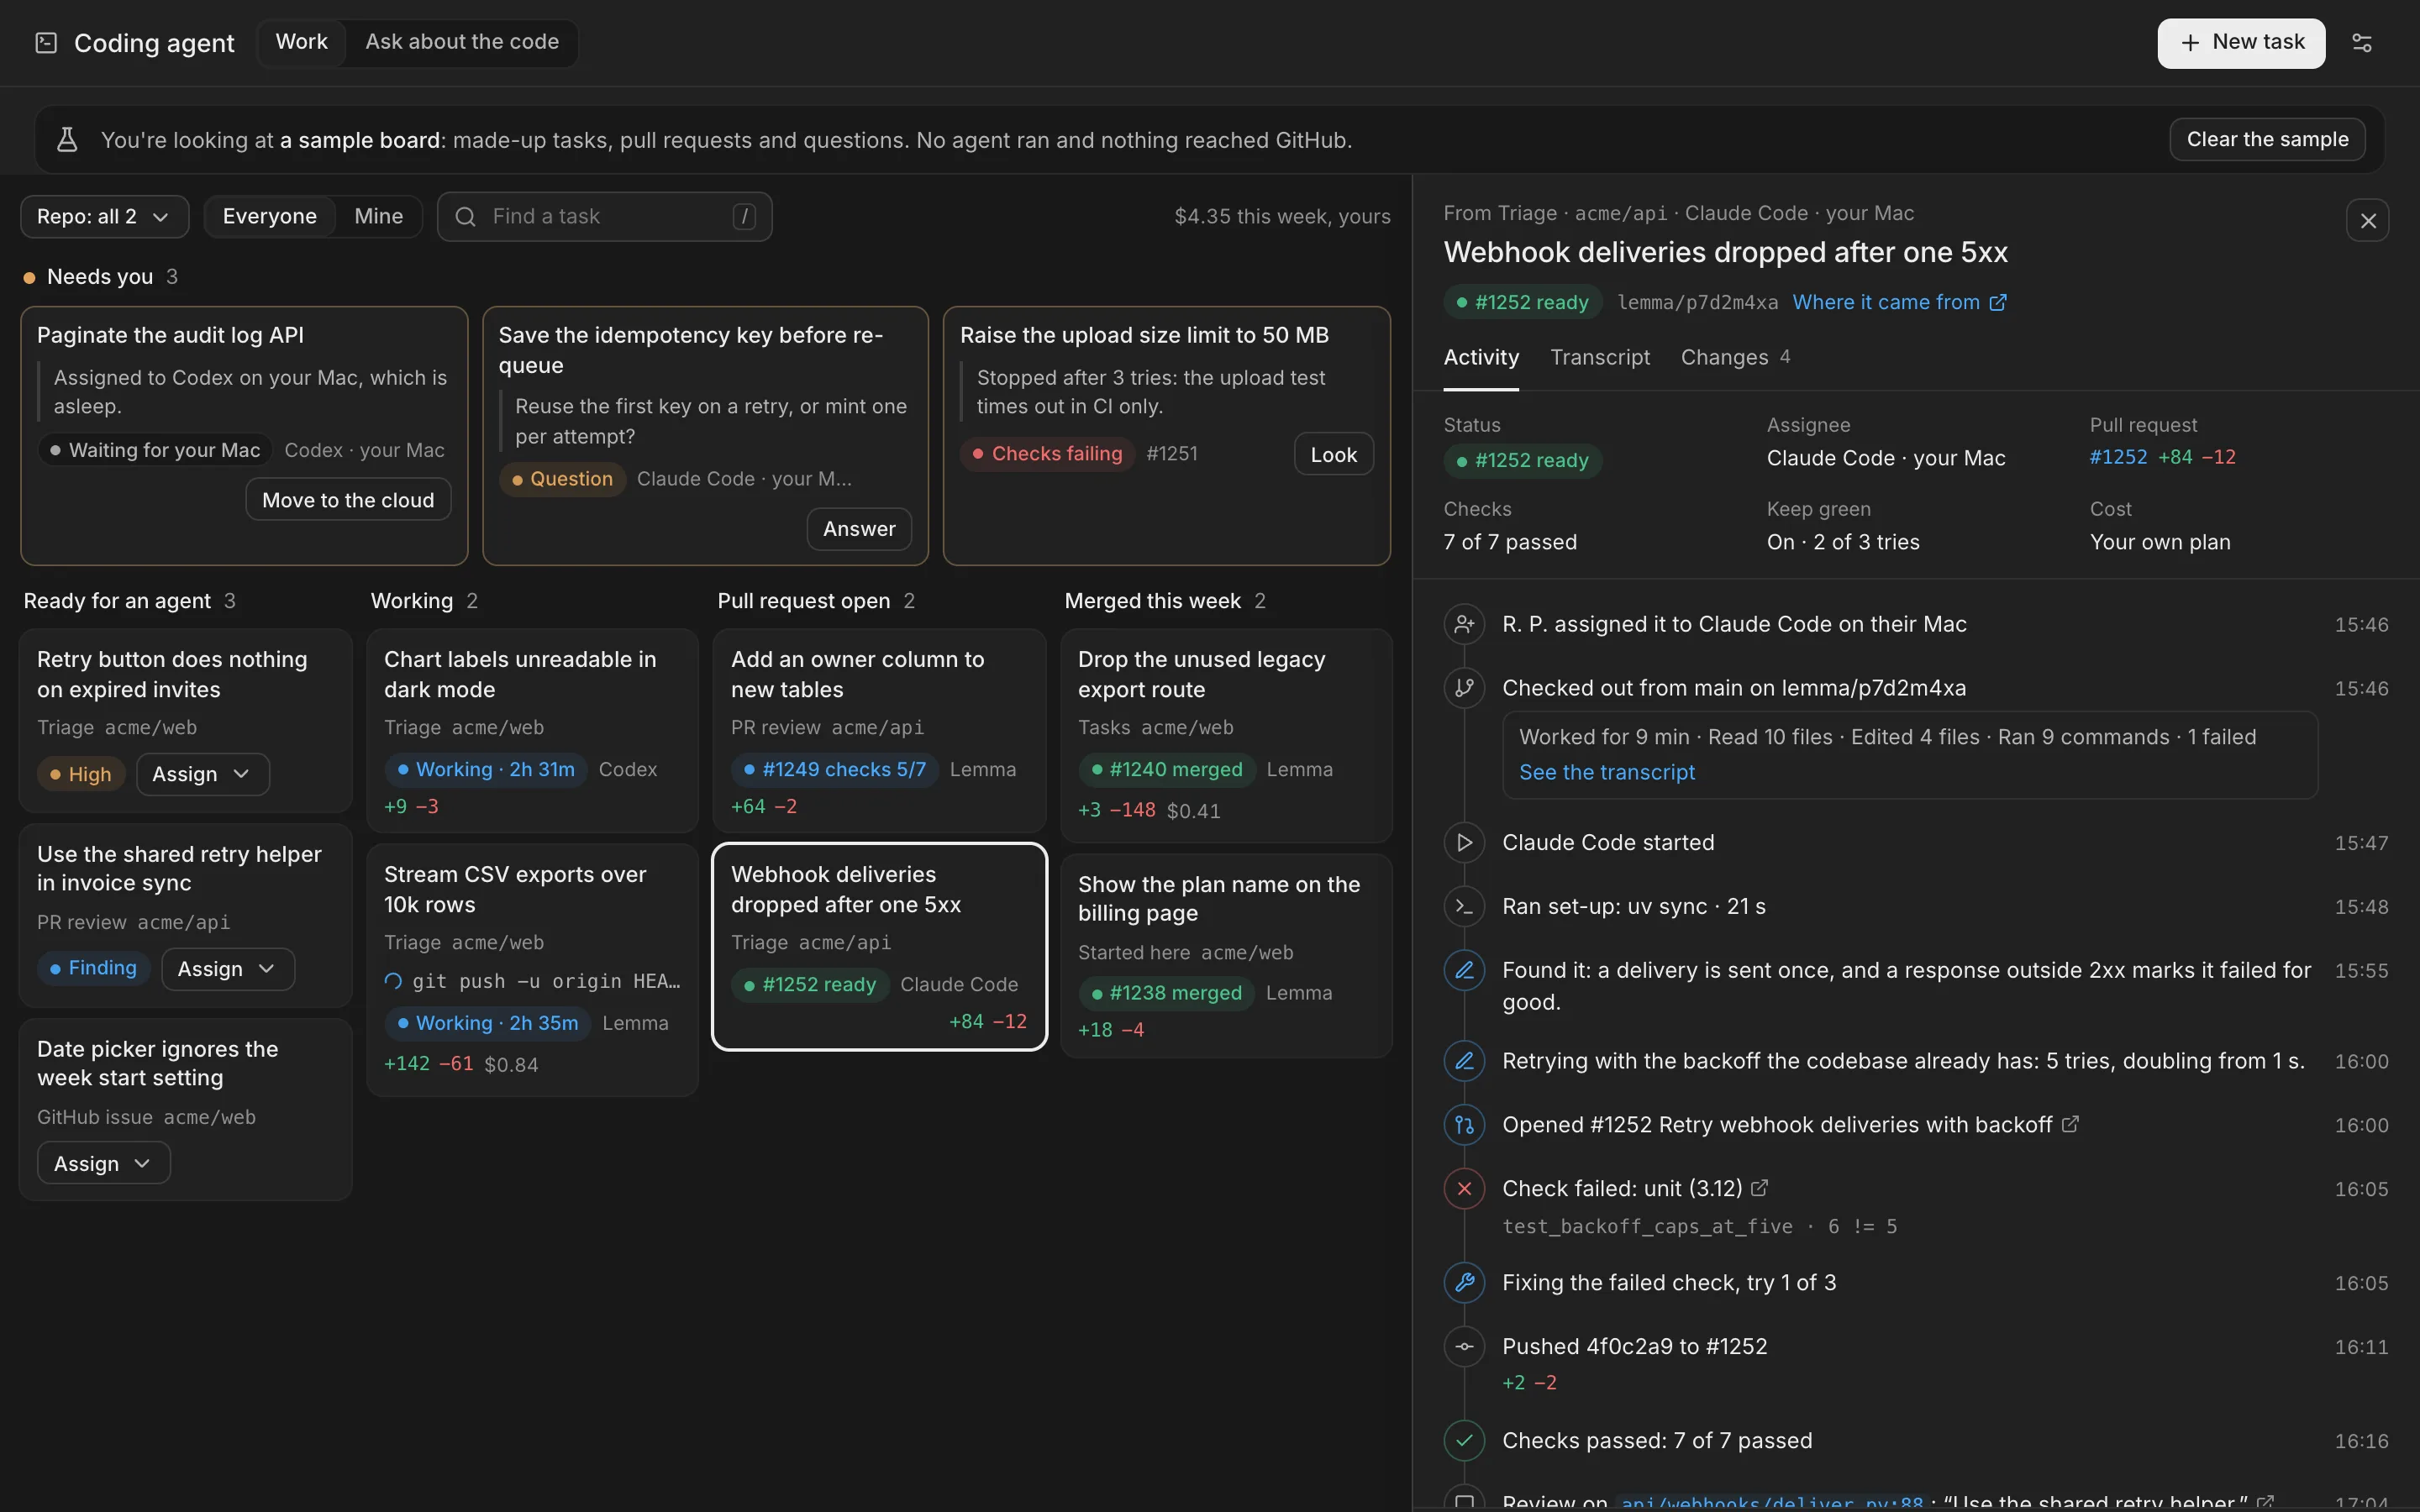 Coding agent
Work
Ask about the code
New task
You're looking at a sample board: made-up tasks, pull requests and questions. No agent ran and nothing reached GitHub.
Clear the sample
Repo: all 2
Everyone
Mine
Find a task
/
$4.35 this week, yours
Needs you 3
Paginate the audit log API
Assigned to Codex on your Mac, which is
asleep.
Waiting for your Mac
Codex · your Mac
Move to the cloud
Save the idempotency key before re-
queue
Reuse the first key on a retry, or mint one
per attempt?
Question
Claude Code · your M...
Answer
Raise the upload size limit to 50 MB
Stopped after 3 tries: the upload test
times out in CI only.
Checks failing
#1251
Look
Ready for an agent 3
Retry button does nothing
on expired invites
Triage acme/web
High
Assign
Use the shared retry helper
in invoice sync
PR review acme/api
Finding
Assign
Date picker ignores the
week start setting
GitHub issue acme/web
Assign
Working 2
Chart labels unreadable in
dark mode
Triage acme/web
Working · 2h 31m
Codex
+9 −3
Stream CSV exports over
10k rows
Triage acme/web
git push −u origin HEA…
Working · 2h 35m
Lemma
+142 −61 $0.84
Pull request open 2
Add an owner column to
new tables
PR review acme/api
#1249 checks 5/7
Lemma
+64 −2
Webhook deliveries
dropped after one 5xx
Triage acme/api
#1252 ready
Claude Code
+84 −12
Merged this week 2
Drop the unused legacy
export route
Tasks acme/web
#1240 merged
Lemma
+3 −148 $0.41
Show the plan name on the
billing page
Started here acme/web
#1238 merged
Lemma
+18 −4
From Triage · acme/api · Claude Code · your Mac
Webhook deliveries dropped after one 5xx
#1252 ready
lemma/p7d2m4xa
Where it came from
Activity
Transcript
Changes 4
Status
#1252 ready
Assignee
Claude Code · your Mac
Pull request
#1252 +84 −12
Checks
7 of 7 passed
Keep green
On · 2 of 3 tries
Cost
Your own plan
R. P. assigned it to Claude Code on their Mac
15:46
Checked out from main on lemma/p7d2m4xa
15:46
Worked for 9 min · Read 10 files · Edited 4 files · Ran 9 commands · 1 failed
See the transcript
Claude Code started
15:47
Ran set-up: uv sync · 21 s
15:48
Found it: a delivery is sent once, and a response outside 2xx marks it failed for
good.
15:55
Retrying with the backoff the codebase already has: 5 tries, doubling from 1 s.
16:00
Opened #1252 Retry webhook deliveries with backoff
16:00
Check failed: unit (3.12)
16:05
test_backoff_caps_at_five · 6 != 5
Fixing the failed check, try 1 of 3
16:05
Pushed 4f0c2a9 to #1252
16:11
+2 −2
Checks passed: 7 of 7 passed
16:16
Review on api/webhooks/deliver.py:88: “Use the shared retry helper.”
17:04